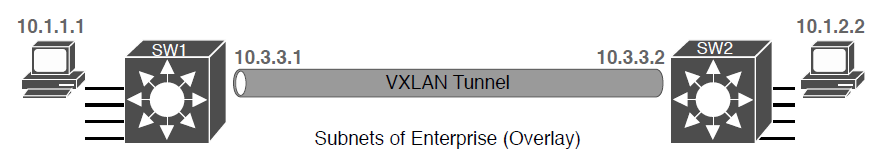 10.1.1.1
SW1
10.3.3.1
VXLAN Tunnel
10.3.3.2
SW2
10.1.2.2
Subnets of Enterprise (Overlay)